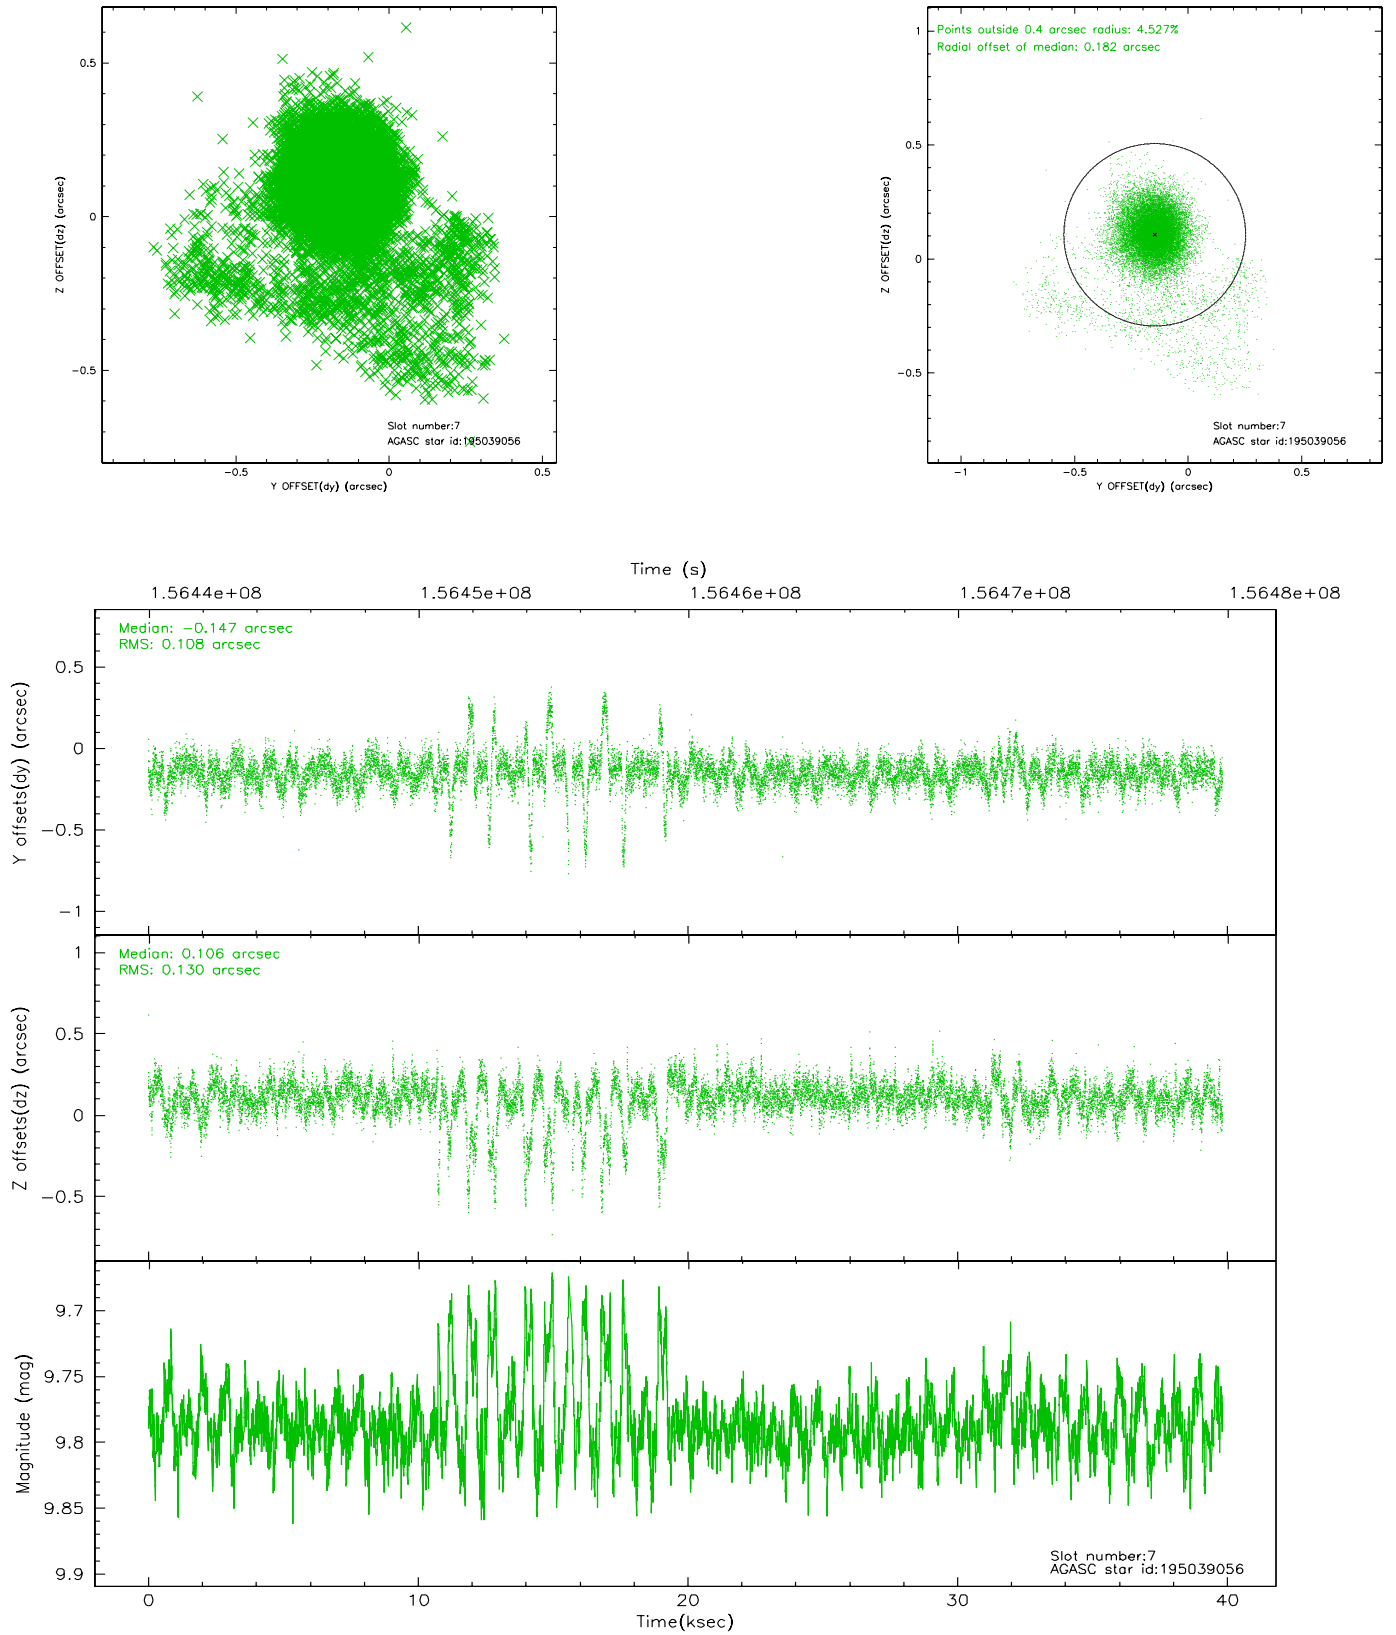 0.5
0
-0.5
Z OFFSET(dz) (arcsec)
Slot number:7
AGASC star id:195039056
-0.5 0 0.5
Y OFFSET(dy) (arcsec)
Points outside 0.4 arcsec radius: 4.527%
Radial offset of median: 0.182 arcsec
1
0.5
0
-0.5
Z OFFSET(dz) (arcsec)
Slot number:7
AGASC star id:195039056
-1 -0.5 0 0.5
Y OFFSET(dy) (arcsec)
Time (s)
1.5644e+08 1.5645e+08 1.5646e+08 1.5647e+08 1.5648e+08
Median: -0.147 arcsec
RMS: 0.108 arcsec
0.5
0
-0.5
-1
Y offsets(dy) (arcsec)
Median: 0.106 arcsec
RMS: 0.130 arcsec
1
0.5
0
-0.5
Z offsets(dz) (arcsec)
9.7
9.75
9.8
9.85
9.9
Magnitude (mag)
Slot number:7
AGASC star id:195039056
0 10 20 30 40
Time(ksec)